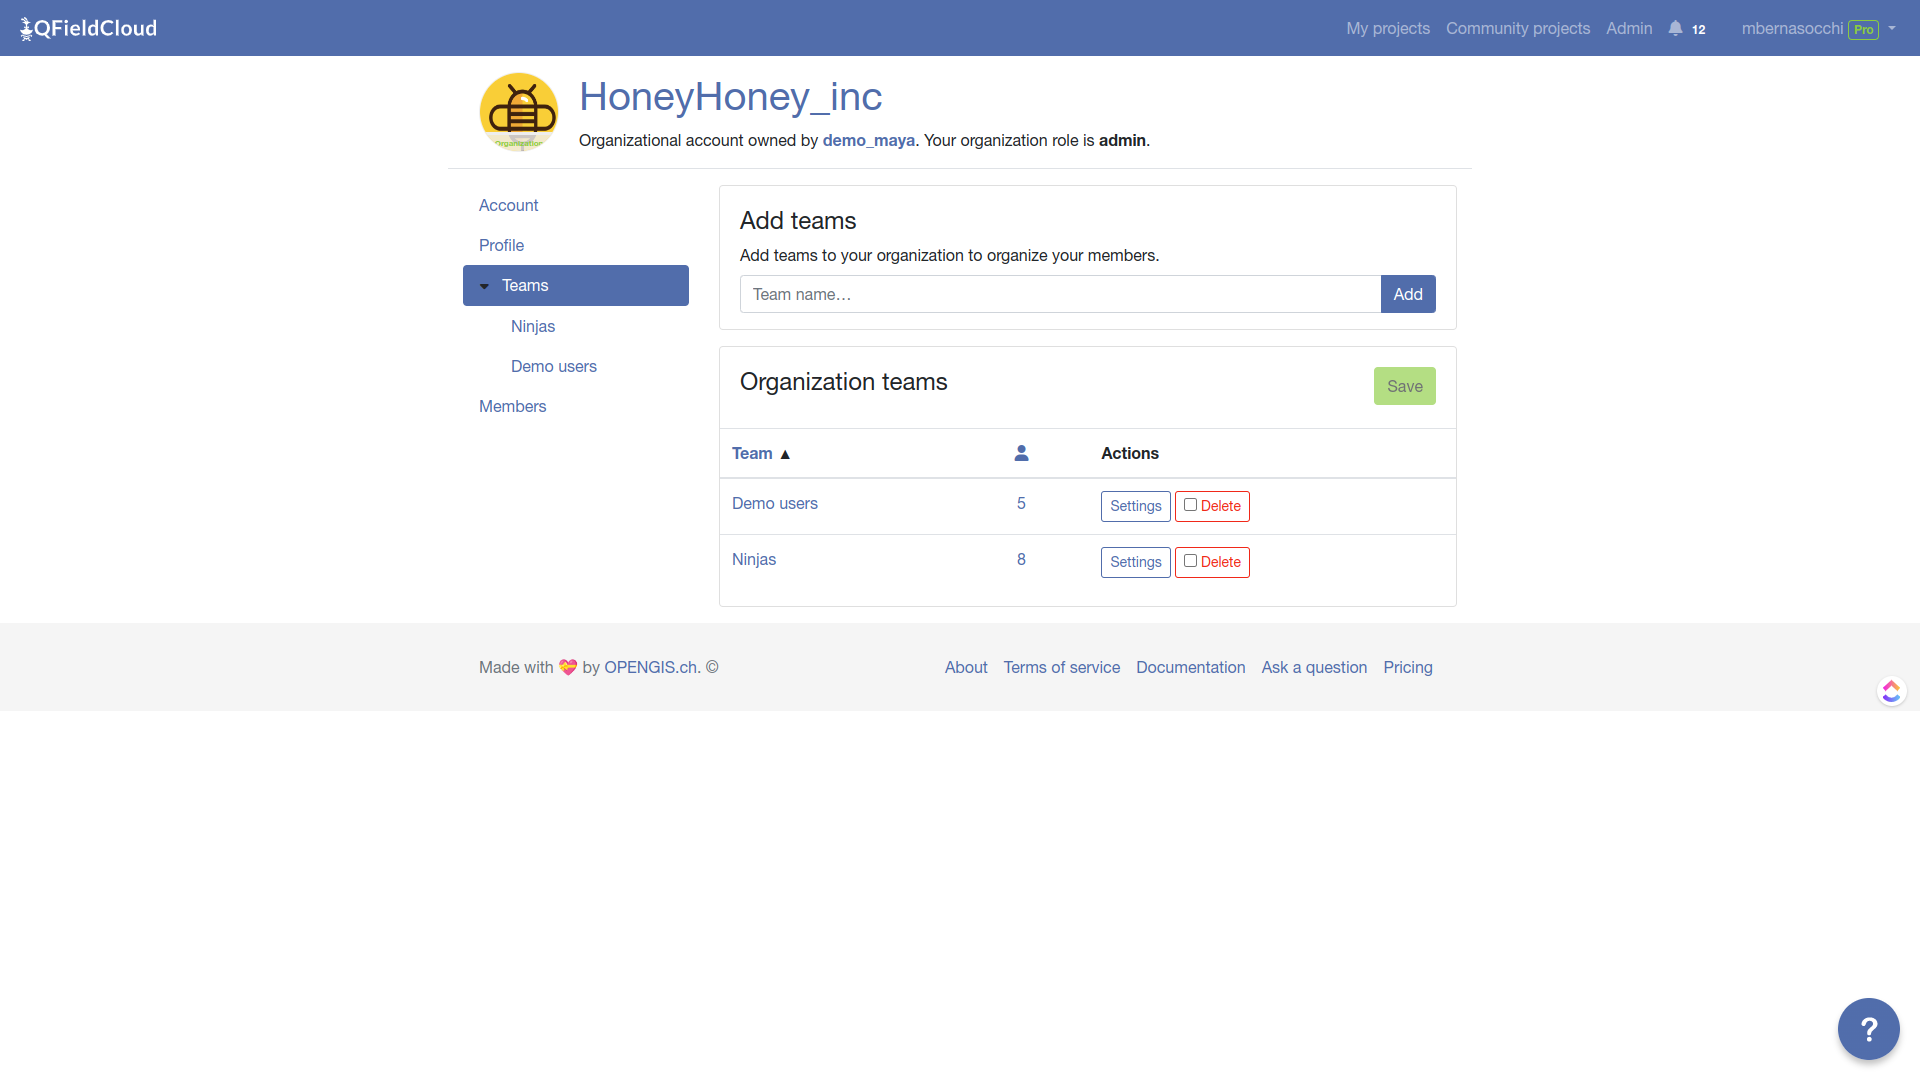 QFieldCloud
My projects Community projects Admin 12 mbernasocchi Pro
HoneyHoney_inc
Organizational account owned by demo_maya. Your organization role is admin.
Organization
Account
Profile
Teams
Ninjas
Demo users
Members
Add teams
Add teams to your organization to organize your members.
Team name…
Add
Organization teams
Save
Team ▲ Actions
Demo users 5 Settings Delete
Ninjas 8 Settings Delete
Made with 💝 by OPENGIS.ch. ©
About Terms of service Documentation Ask a question Pricing
?